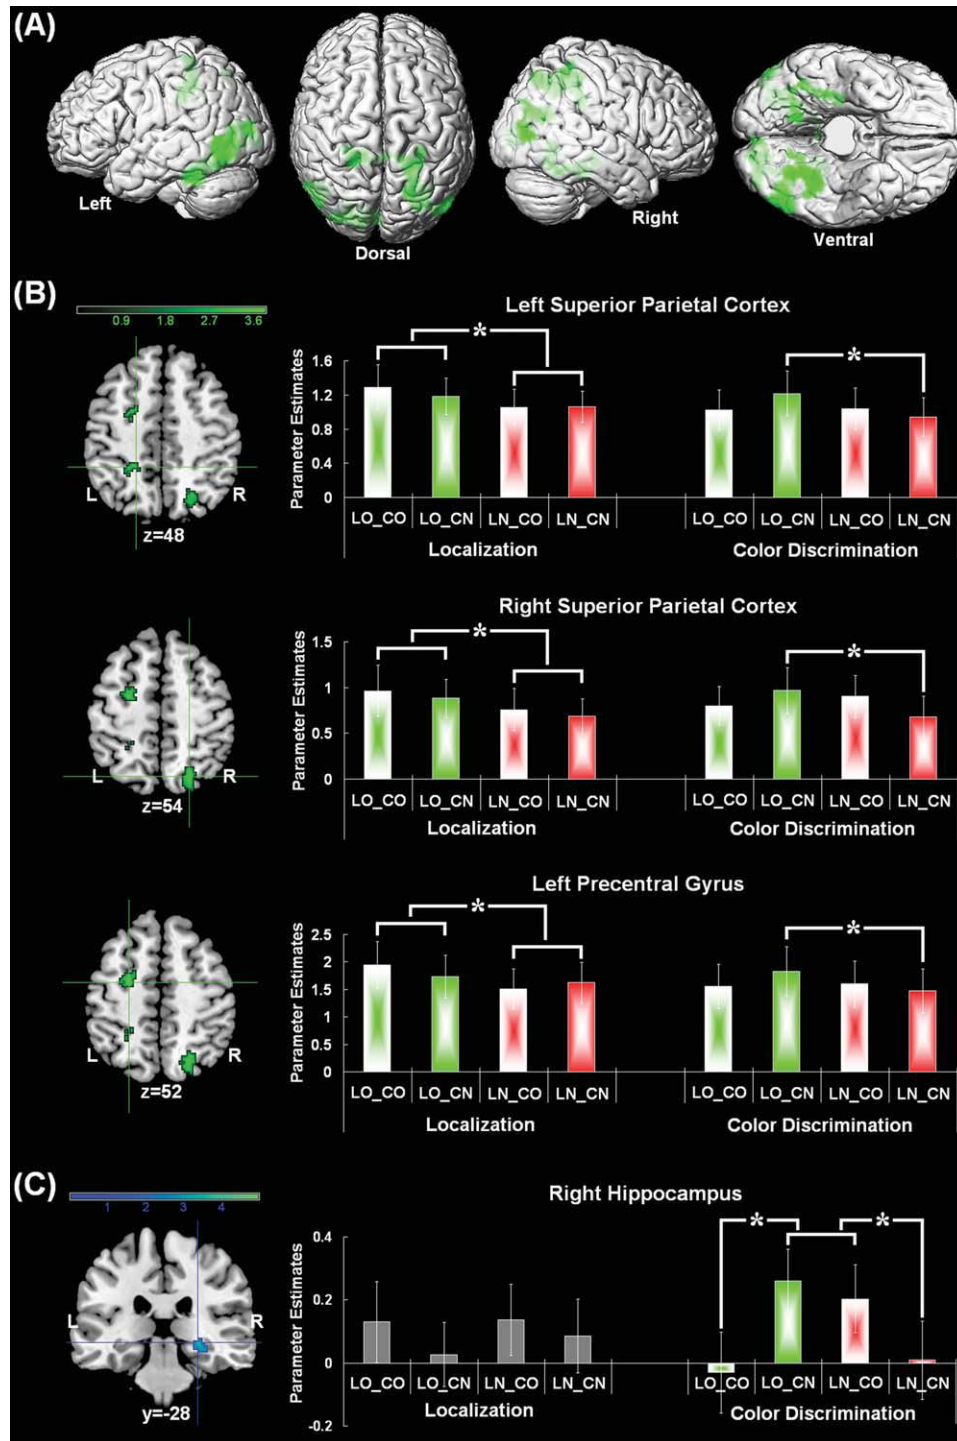 (A)
Left
Dorsal
Right
Ventral
(B)
0.9 1.8 2.7 3.6
L R
z=48
Left Superior Parietal Cortex
Parameter Estimates
1.6
1.2
0.8
0.4
0
* *
LO_CO LO_CN LN_CO LN_CN LO_CO LO_CN LN_CO LN_CN
Localization Color Discrimination
L R
z=54
Right Superior Parietal Cortex
Parameter Estimates
1.5
1
0.5
0
* *
LO_CO LO_CN LN_CO LN_CN LO_CO LO_CN LN_CO LN_CN
Localization Color Discrimination
L R
z=52
Left Precentral Gyrus
Parameter Estimates
2.5
2
1.5
1
0.5
0
* *
LO_CO LO_CN LN_CO LN_CN LO_CO LO_CN LN_CO LN_CN
Localization Color Discrimination
(C)
1 2 3 4
L R
y=-28
Right Hippocampus
Parameter Estimates
0.4
0.2
0
-0.2
* *
LO_CO LO_CN LN_CO LN_CN LO_CO LO_CN LN_CO LN_CN
Localization Color Discrimination